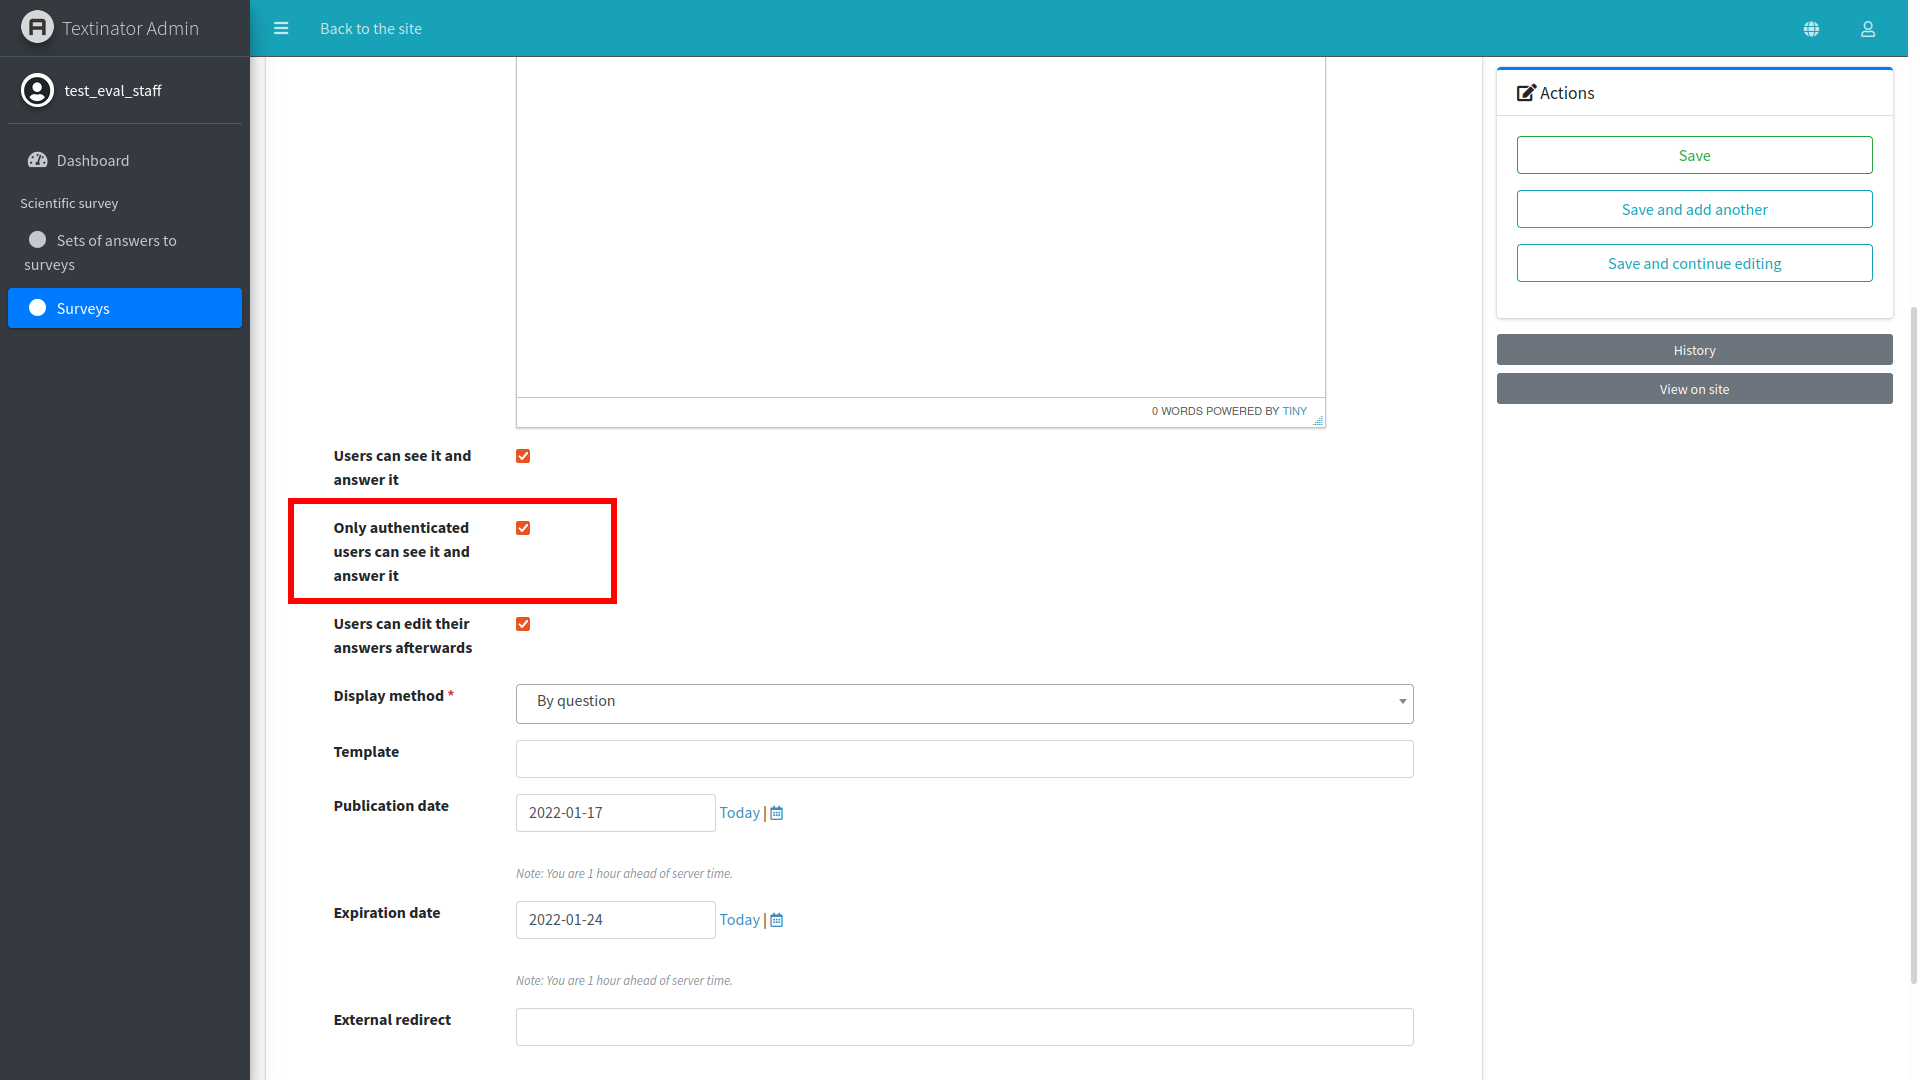 Textinator Admin
Back to the site
test_eval_staff
Dashboard
Scientific survey
Sets of answers to
surveys
Surveys
0 WORDS POWERED BY TINY
Users can see it and
answer it
Only authenticated
users can see it and
answer it
Users can edit their
answers afterwards
Display method *
By question
Template
Publication date
2022-01-17
Today |
Note: You are 1 hour ahead of server time.
Expiration date
2022-01-24
Today |
Note: You are 1 hour ahead of server time.
External redirect
Actions
Save
Save and add another
Save and continue editing
History
View on site